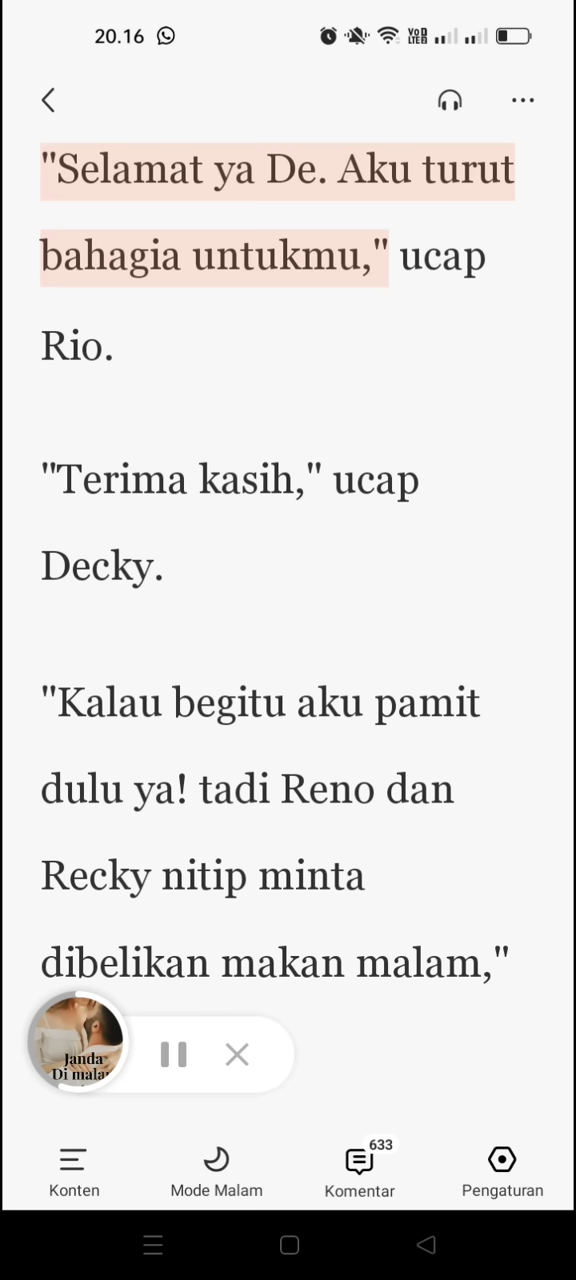 20.16
VoD
LTED
"Selamat ya De. Aku turut
bahagia untukmu," ucap
Rio.
"Terima kasih," ucap
Decky.
"Kalau begitu aku pamit
dulu ya! tadi Reno dan
Recky nitip minta
dibelikan makan malam,"
Janda
Di mala
633
Konten
Mode Malam
Komentar
Pengaturan